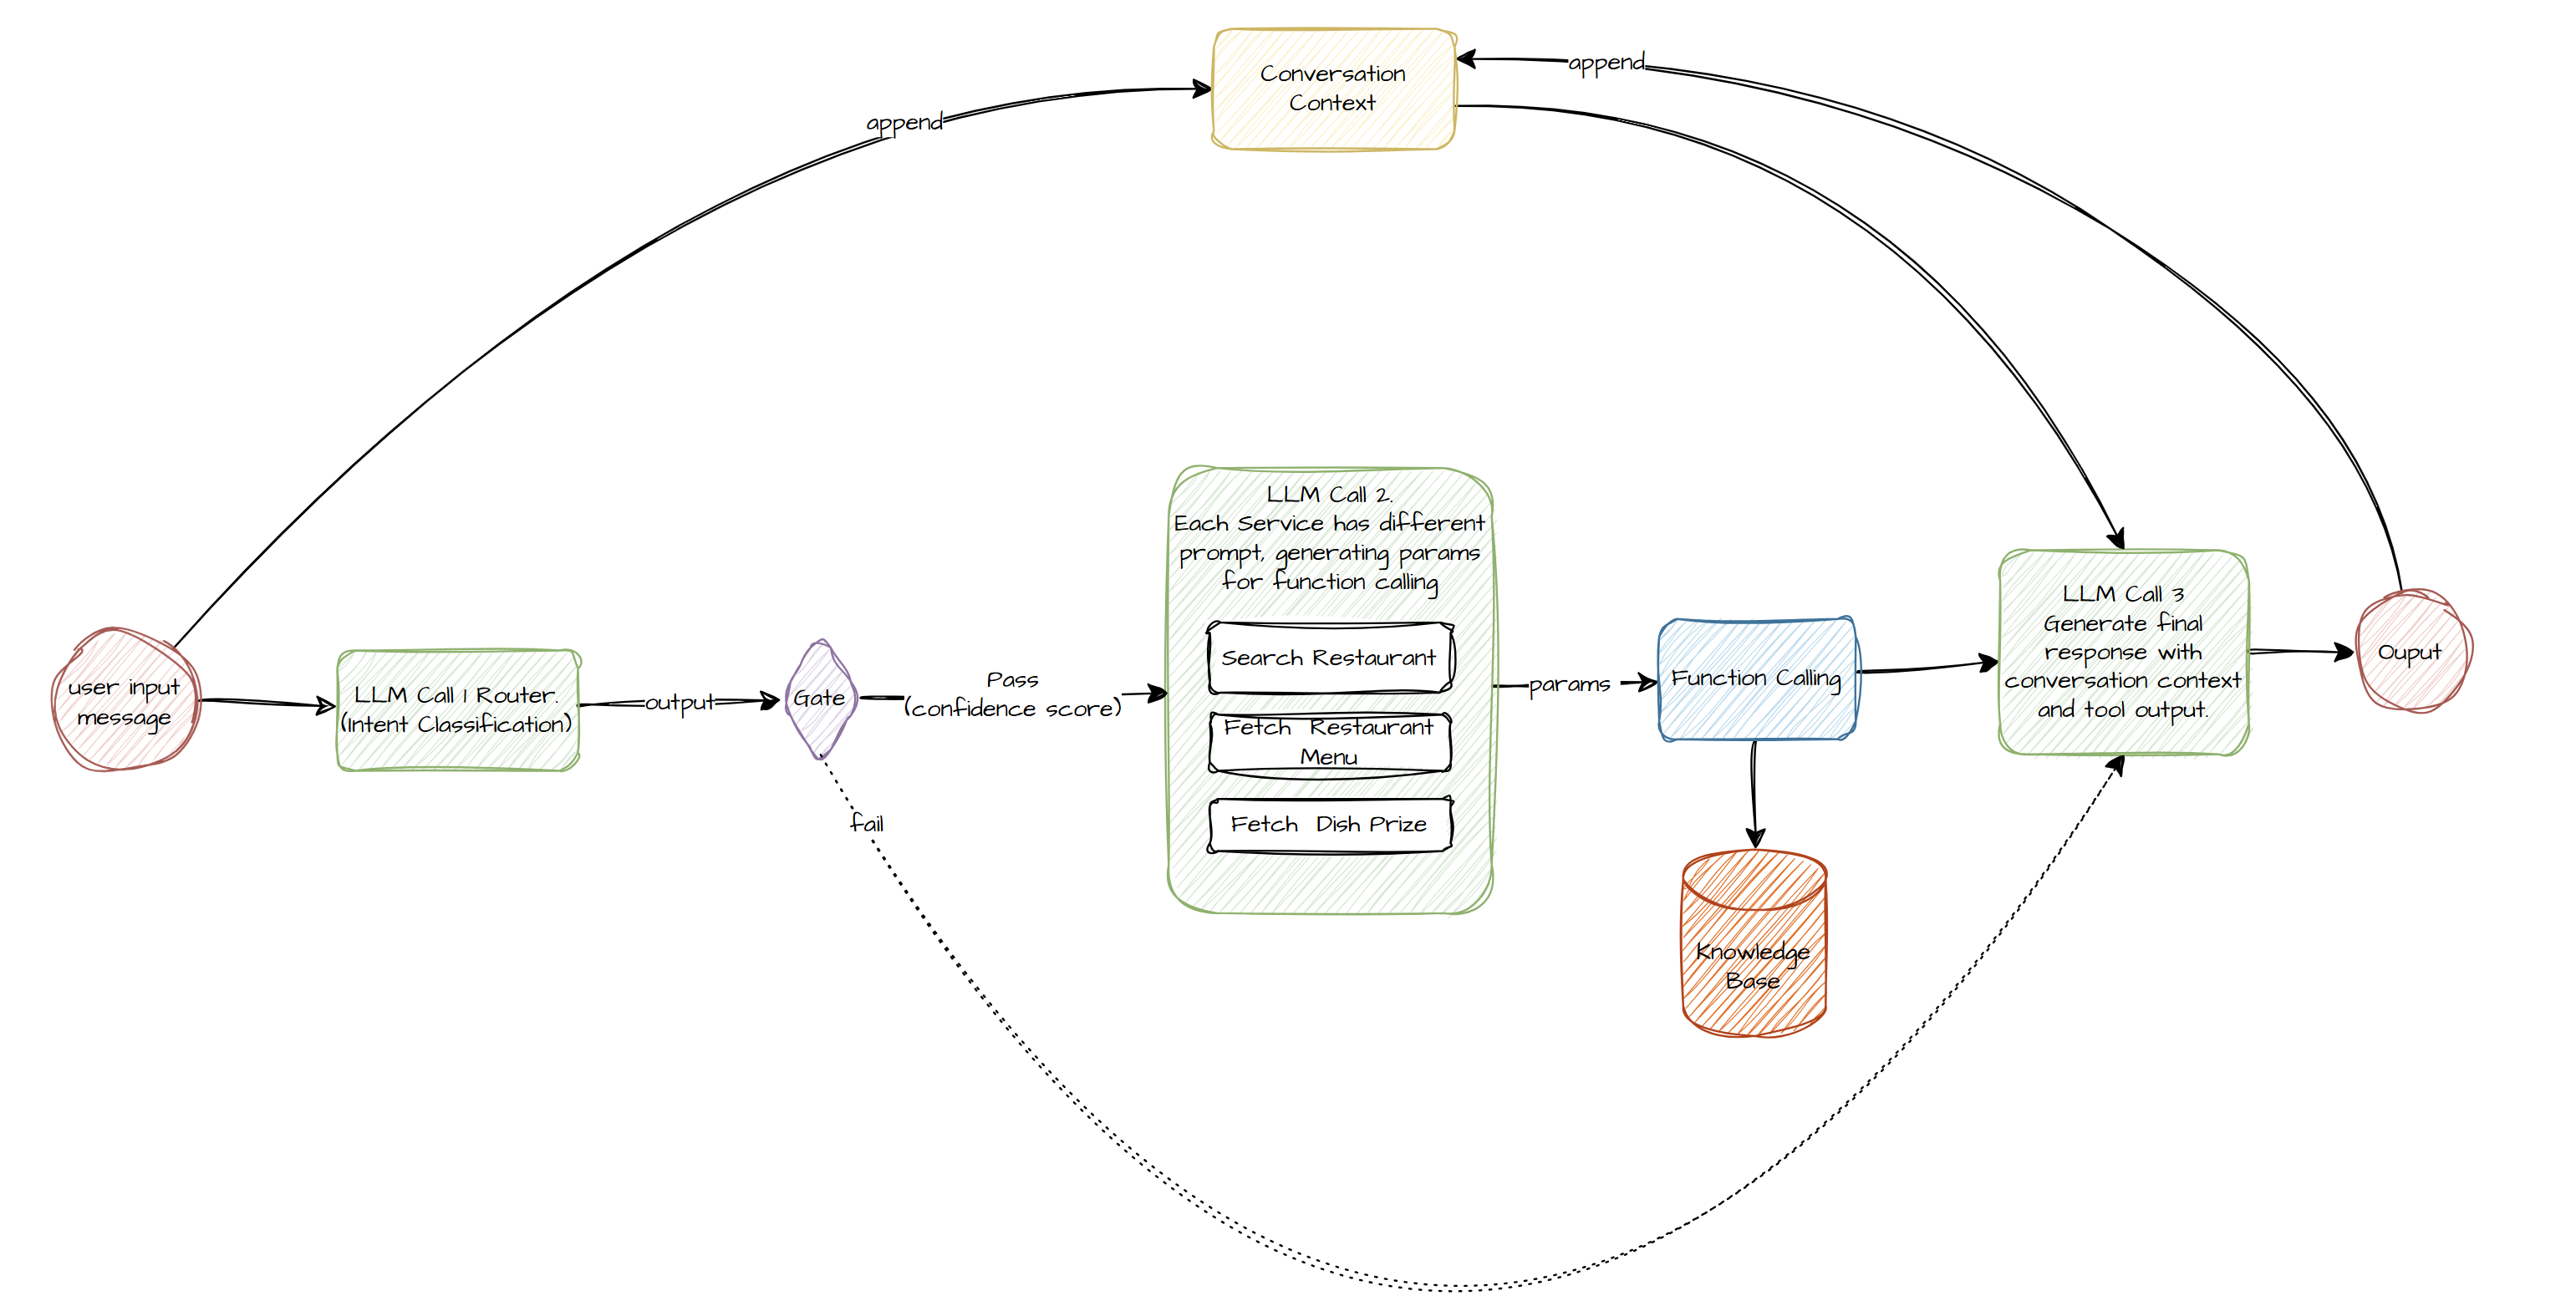 Conversation
Context
append
append
LLM Call 2.
Each Service has different
prompt, generating params
for function calling
Search Restaurant
Fetch Restaurant
Menu
Fetch Dish Prize
user input
message
LLM Call 1 Router.
(Intent Classification)
output
Gate
Pass
(confidence score)
fail
params
Function Calling
Knowledge
Base
LLM Call 3
Generate final
response with
conversation context
and tool output.
Ouput